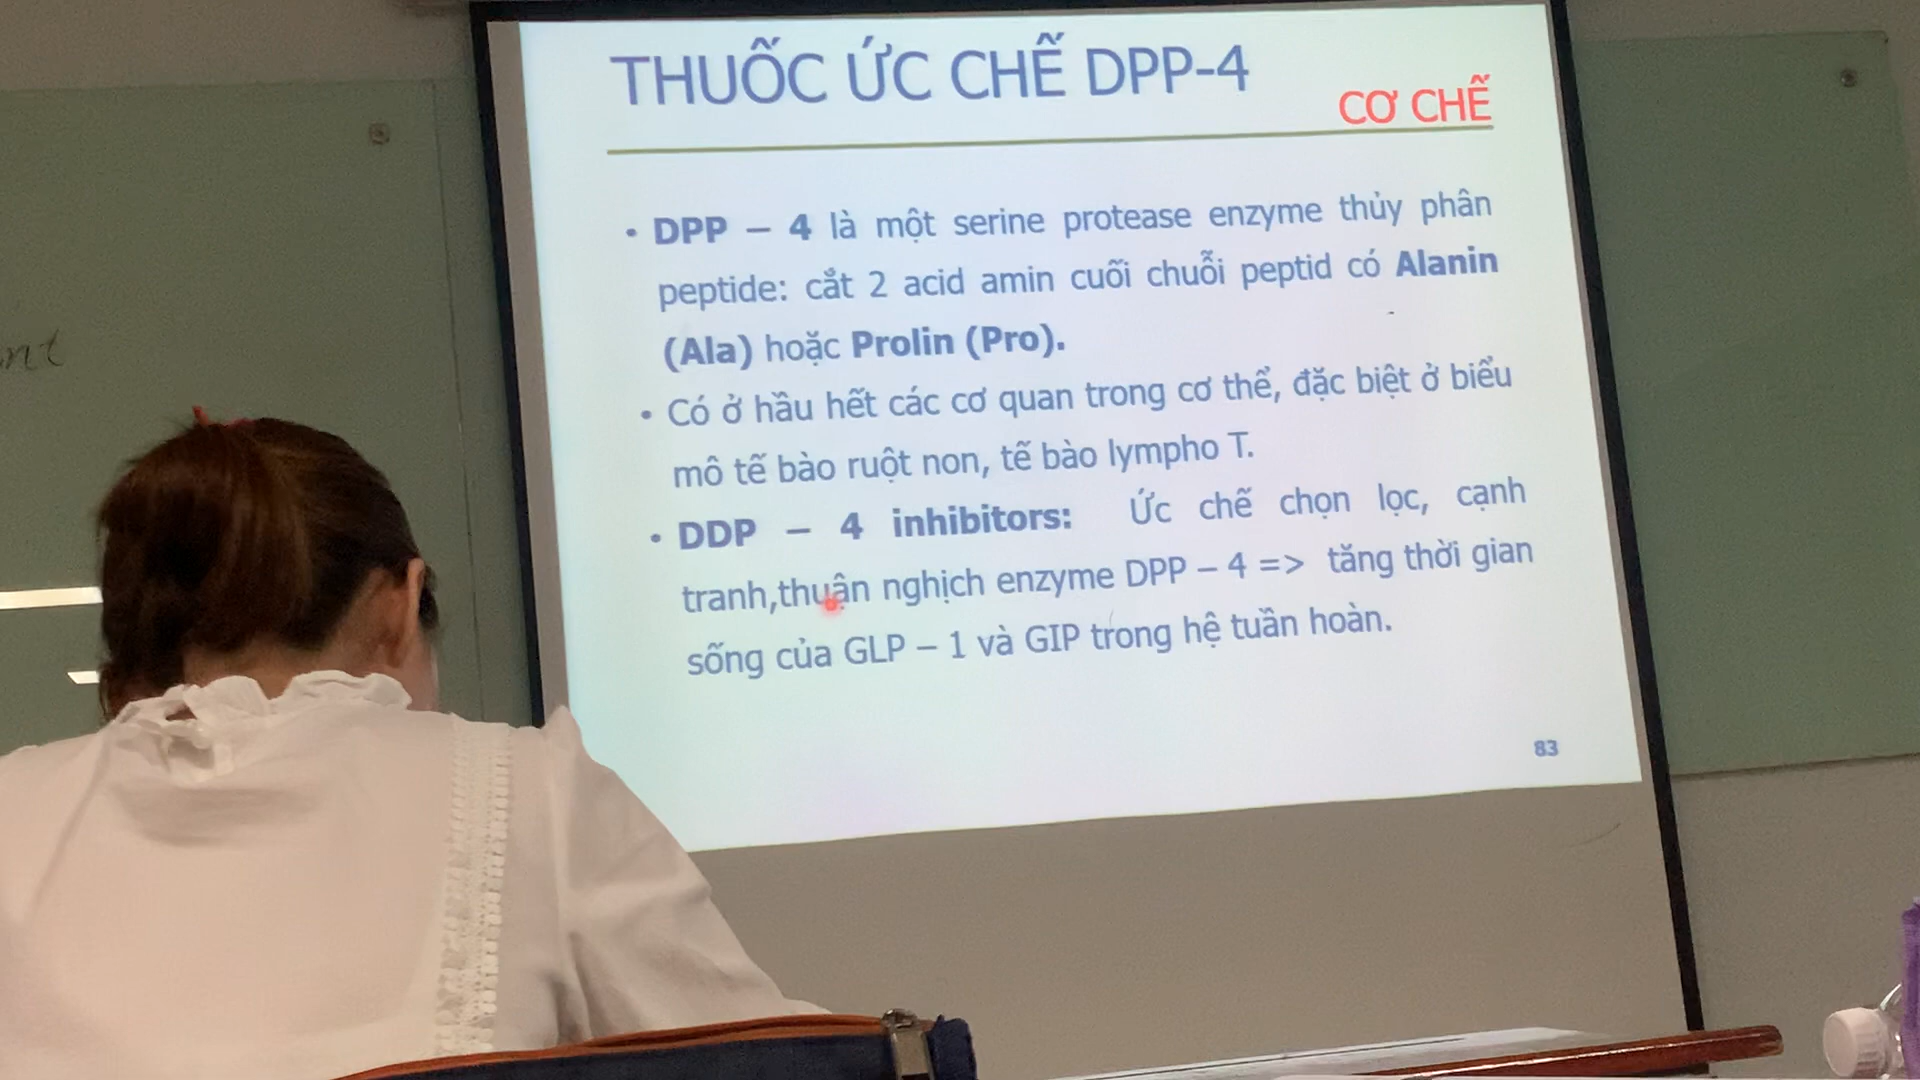 THUỐC ỨC CHẾ DPP-4
CƠ CHẾ
• DPP – 4 là một serine protease enzyme thủy phân
peptide: cắt 2 acid amin cuối chuỗi peptid có Alanin
(Ala) hoặc Prolin (Pro).
• Có ở hầu hết các cơ quan trong cơ thể, đặc biệt ở biểu
mô tế bào ruột non, tế bào lympho T.
• DDP – 4 inhibitors: Ức chế chọn lọc, cạnh
tranh,thuận nghịch enzyme DPP – 4 => tăng thời gian
sống của GLP – 1 và GIP trong hệ tuần hoàn.
83